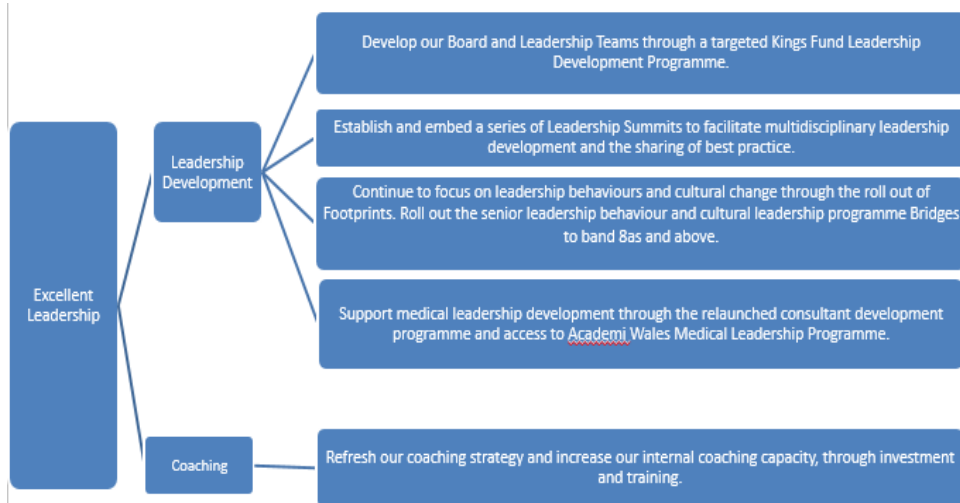 Develop our Board and Leadership Teams through a targeted Kings Fund Leadership
Development Programme.
Establish and embed a series of Leadership Summits to facilitate multidisciplinary leadership
development and the sharing of best practice.
Leadership
Development
Continue to focus on leadership behaviours and cultural change through the roll out of
Footprints. Roll out the senior leadership behaviour and cultural leadership programme Bridges
to band 8as and above.
Excellent
Leadership
Support medical leadership development through the relaunched consultant development
programme and access to Academi Wales Medical Leadership Programme.
Coaching
Refresh our coaching strategy and increase our internal coaching capacity, through investment
and training.